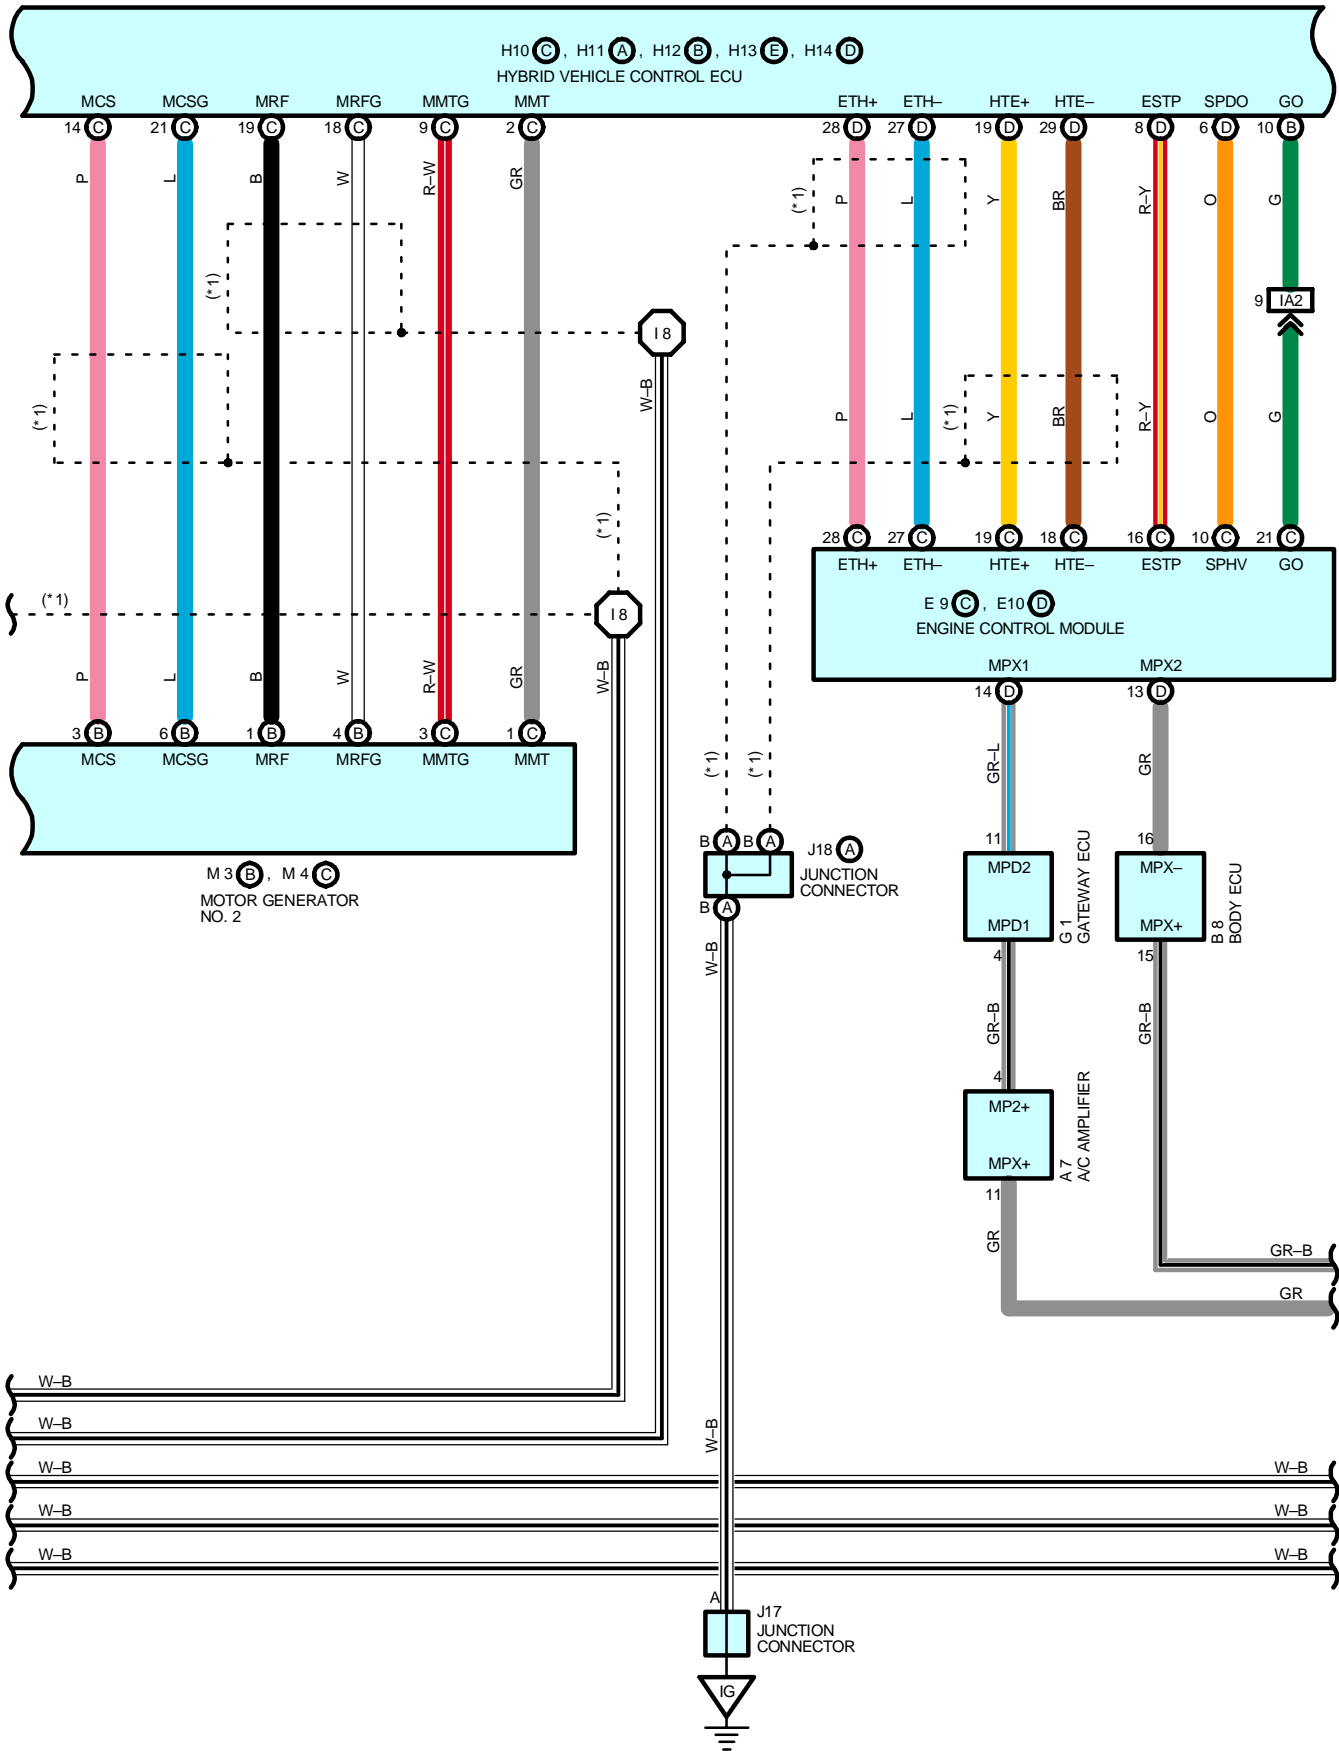 H10 C , H11 A , H12 B , H13 E , H14 D
HYBRID VEHICLE CONTROL ECU
MCS MCSG MRF MRFG MMTG MMT ETH+ ETH– HTE+ HTE– ESTP SPDO GO
14 C 21 C 19 C 18 C 9 C 2 C 28 D 27 D 19 D 29 D 8 D 6 D 10 B
P L B W R–W GR (*1) P L Y BR R–Y O G
(*1)
9 IA2
I8
(*1) W–B P L (*1) Y BR R–Y O G
(*1)
28 C 27 C 19 C 18 C 16 C 10 C 21 C
ETH+ ETH– HTE+ HTE– ESTP SPHV GO
(*1) I8
E 9 C , E10 D
ENGINE CONTROL MODULE
P L B W R–W GR W–B
MPX1 MPX2
14 D 13 D
3 B 6 B 1 B 4 B 3 C 1 C
MCS MCSG MRF MRFG MMTG MMT
(*1) (*1) GR–L GR
B A B A 11 16
J18 A
JUNCTION
CONNECTOR
M 3 B , M 4 C
MOTOR GENERATOR
NO. 2
MPD2 MPX–
G 1
GATEWAY ECU
B 8
BODY ECU
B A
MPD1 MPX+
W–B 4 15
GR–B GR–B
4
MP2+
A 7
A/C AMPLIFIER
MPX+
11
GR
GR–B
GR
W–B
W–B W–B
W–B W–B
W–B W–B
W–B W–B
A
J17
JUNCTION
CONNECTOR
IG